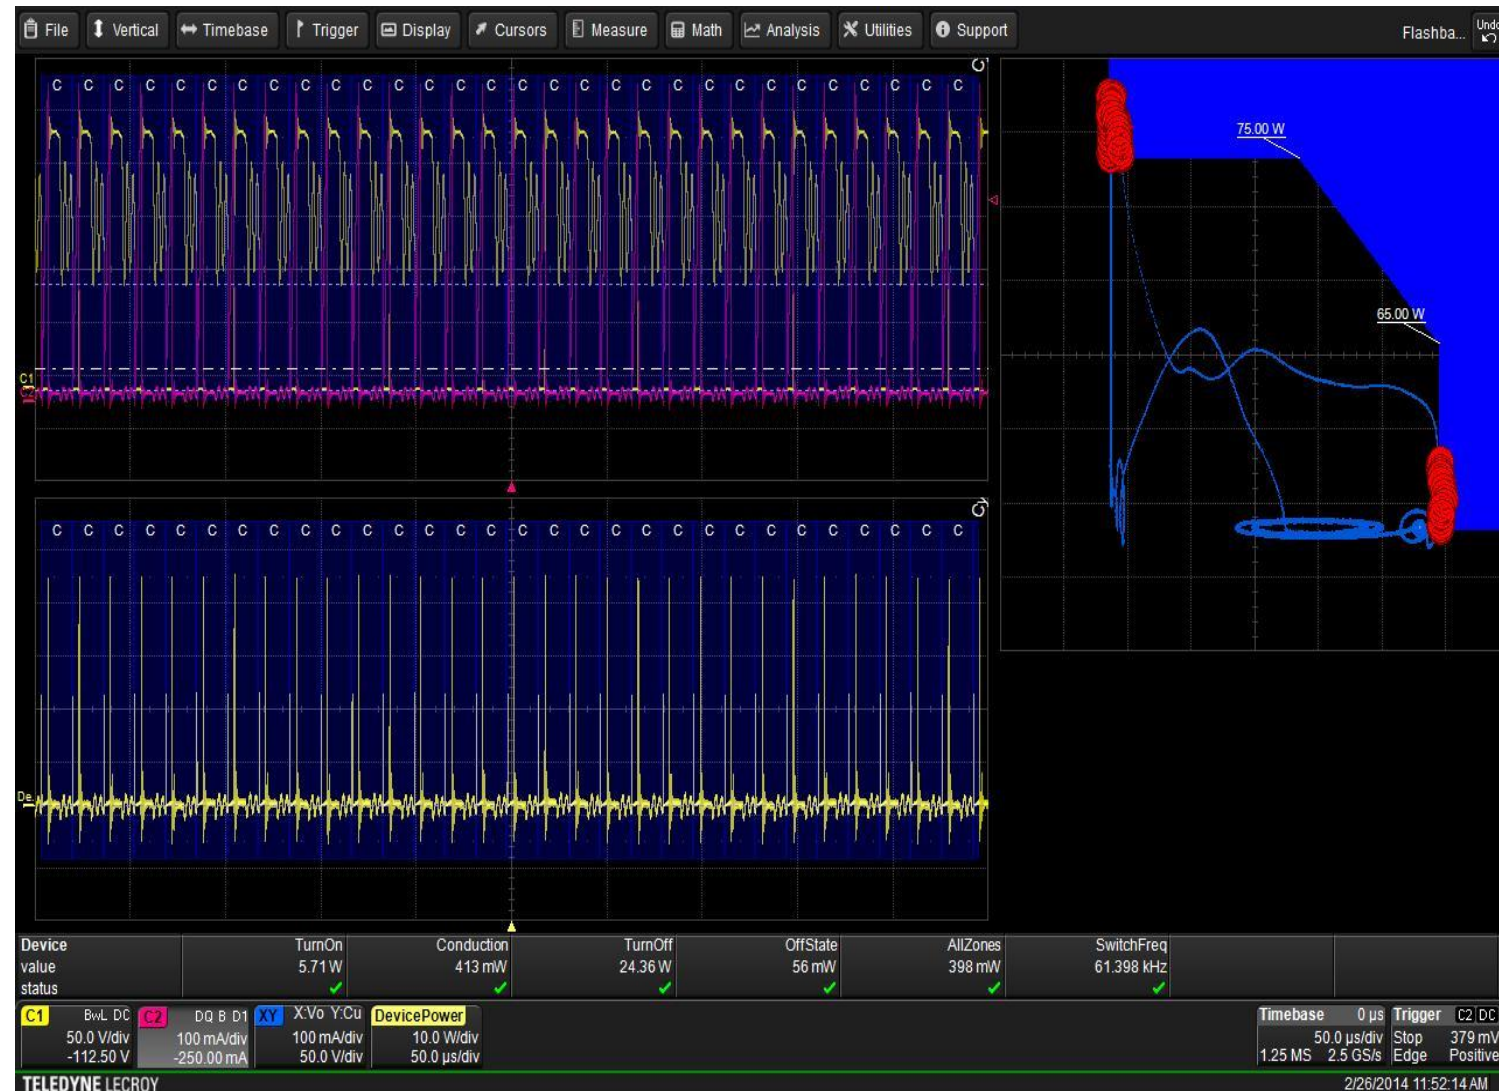 File Vertical Timebase Trigger Display Cursors Measure Math Analysis Utilities Support Flashba... Undo
C C C C C C C C C C C C C C C C C C C C C C C C C C C C C C
75.00 W
65.00 W
C1
C2
C C C C C C C C C C C C C C C C C C C C C C C C C C C C C C
De
Device TurnOn Conduction TurnOff OffState AllZones SwitchFreq
value 5.71 W 413 mW 24.36 W 56 mW 398 mW 61.398 kHz
status
C1 BwL DC C2 DQ B D1 XY X:Vo Y:Cu DevicePower Timebase 0 µs Trigger C2 DC
50.0 V/div 100 mA/div 100 mA/div 10.0 W/div 50.0 µs/div Stop 379 mV
-112.50 V -250.00 mA 50.0 V/div 50.0 µs/div 1.25 MS 2.5 GS/s Edge Positive
TELEDYNE LECROY 2/26/2014 11:52:14 AM